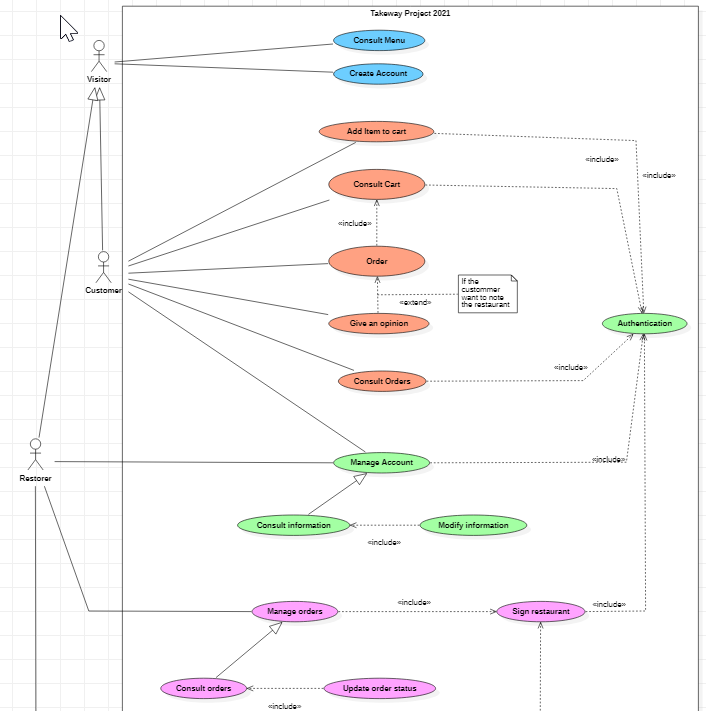 Takeway Project 2021
Consult Menu
Visitor
Create Account
Add Item to cart
«include»
«include»
Consult Cart
«include»
Order
Customer
If the
custommer
want to note
the restaurant
«extend»
Give an opinion
Authentication
«include»
Consult Orders
«include»
Manage Account
Restorer
Consult information
Modify information
«include»
«include»
«include»
Manage orders
Sign restaurant
Consult orders
Update order status
«include»